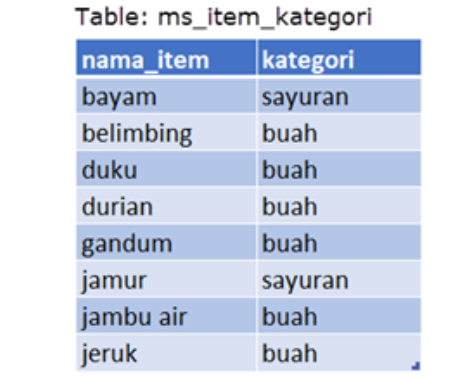 Table: ms_item_kategori
nama_item kategori
bayam sayuran
belimbing buah
duku buah
durian buah
gandum buah
jamur sayuran
jambu air buah
jeruk buah